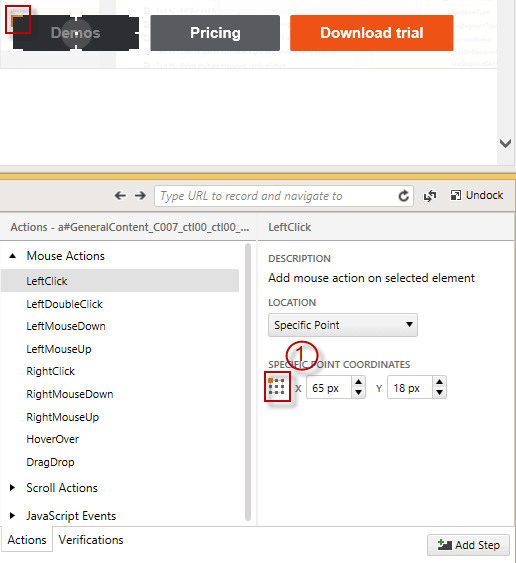 Demos
Pricing
Download trial
Type URL to record and navigate to
Undock
Actions - a#GeneralContent_C007_ctl00_ctl00_...
LeftClick
Mouse Actions
LeftClick
LeftDoubleClick
LeftMouseDown
LeftMouseUp
RightClick
RightMouseDown
RightMouseUp
HoverOver
DragDrop
Scroll Actions
JavaScript Events
DESCRIPTION
Add mouse action on selected element
LOCATION
Specific Point
1
SPECIFIC POINT COORDINATES
X 65 px Y 18 px
Actions Verifications
Add Step